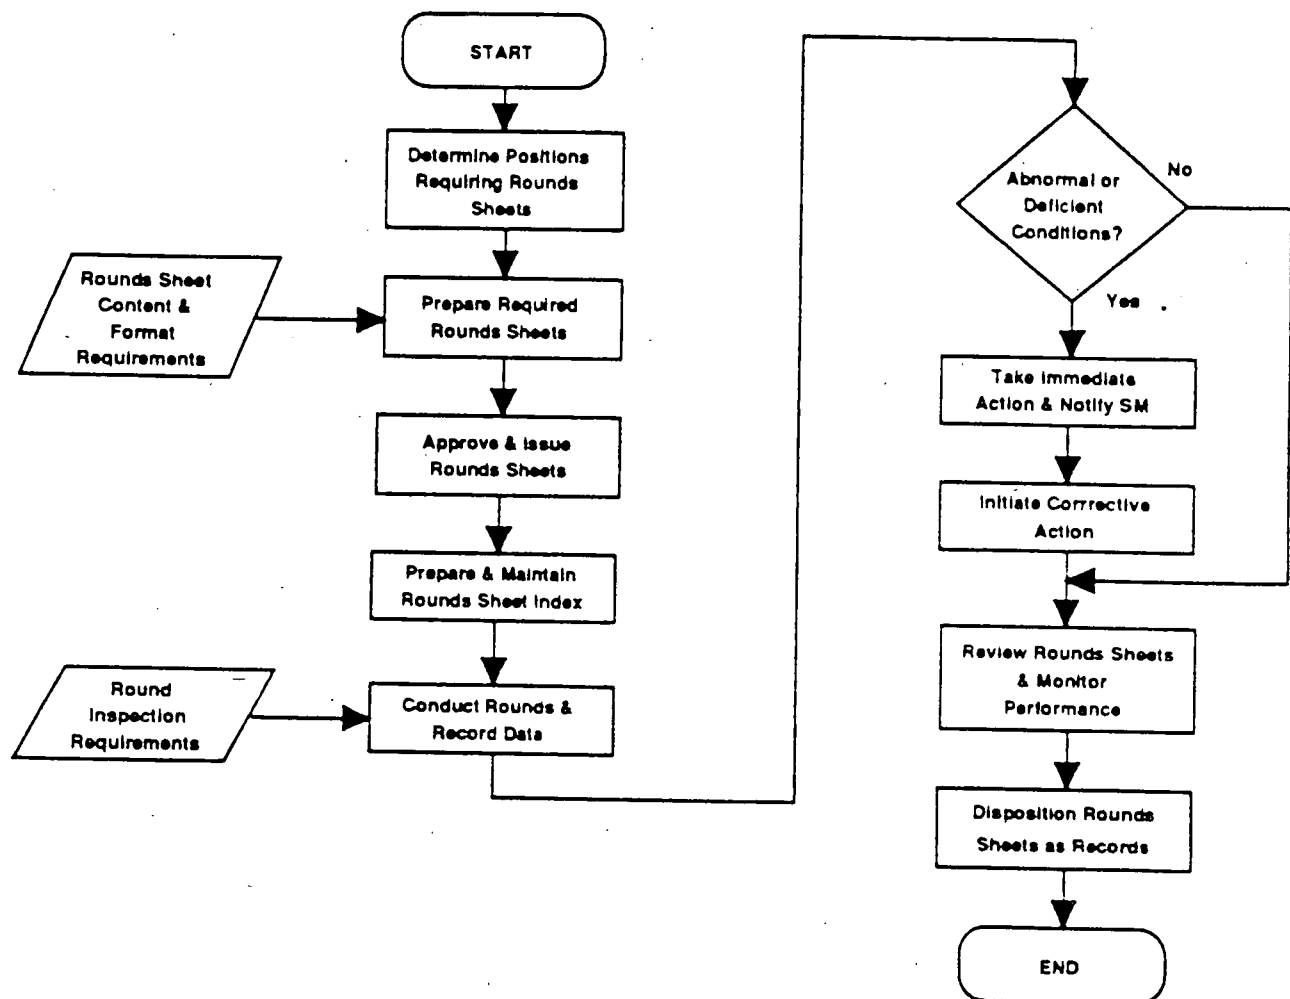 START
Determine Positions
Requiring Rounds
Sheets
Rounds Sheet
Content &
Format
Requirements
Prepare Required
Rounds Sheets
Approve & Issue
Rounds Sheets
Prepare & Maintain
Rounds Sheet Index
Round
Inspection
Requirements
Conduct Rounds &
Record Data
Abnormal or
Deficient
Conditions?
No
Yes
Take Immediate
Action & Notify SM
Initiate Corrrective
Action
Review Rounds Sheets
& Monitor
Performance
Disposition Rounds
Sheets as Records
END